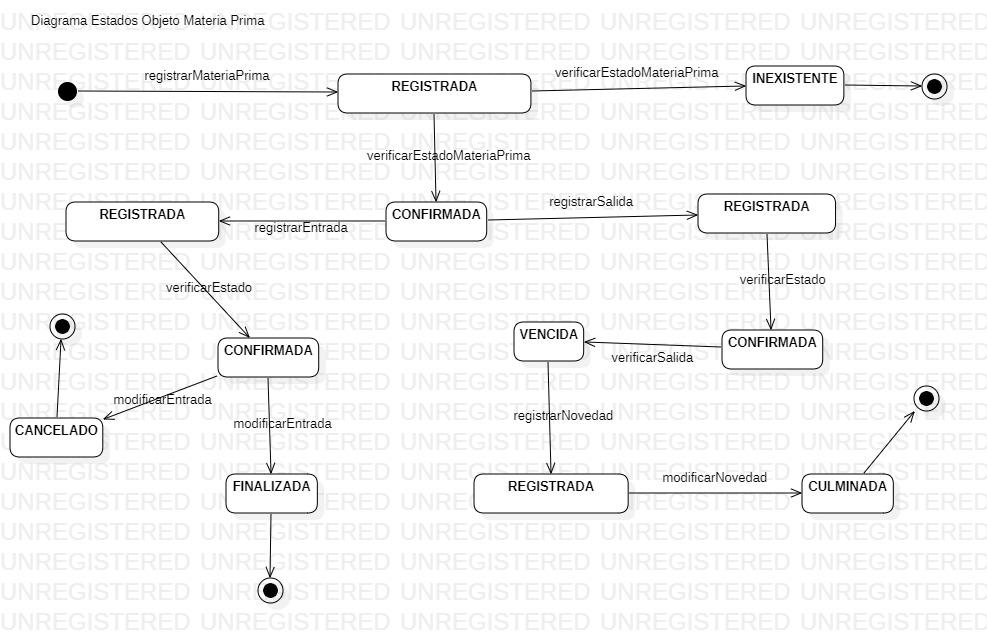 Diagrama Estados Objeto Materia Prima
registrarMateriaPrima
REGISTRADA
verificarEstadoMateriaPrima
INEXISTENTE
verificarEstadoMateriaPrima
REGISTRADA
registrarEntrada
CONFIRMADA
registrarSalida
REGISTRADA
verificarEstado
verificarEstado
CONFIRMADA
VENCIDA
verificarSalida
CONFIRMADA
modificarEntrada
modificarEntrada
registrarNovedad
CANCELADO
FINALIZADA
REGISTRADA
modificarNovedad
CULMINADA
UNREGISTERED